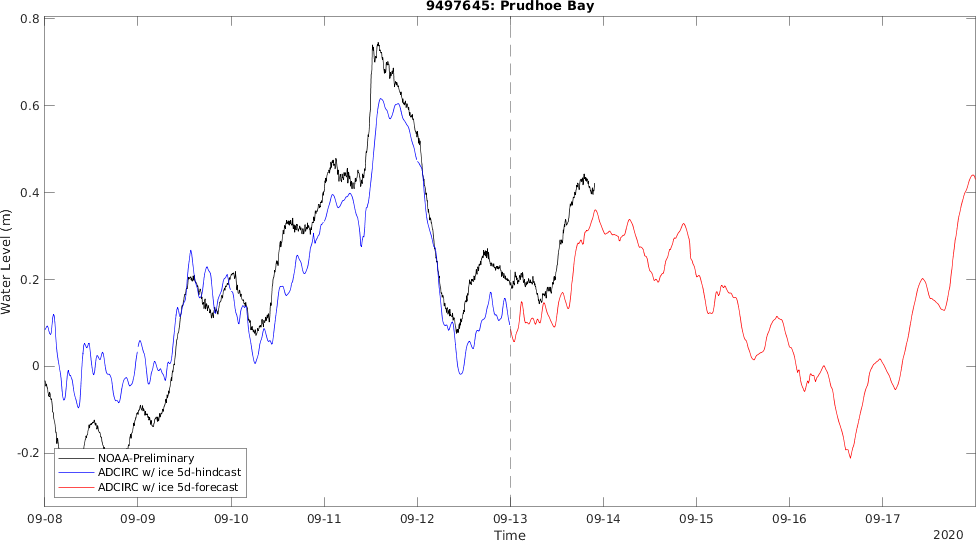 9497645: Prudhoe Bay
0.8
0.6
0.4
0.2
0
-0.2
Water Level (m)
NOAA-Preliminary
ADCIRC w/ ice 5d-hindcast
ADCIRC w/ ice 5d-forecast
09-08 09-09 09-10 09-11 09-12 09-13 09-14 09-15 09-16 09-17
Time
2020